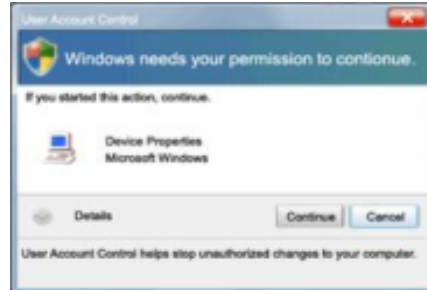 User Account Control
Windows needs your permission to contionue.
If you started this action, continue.
Device Properties
Microsoft Windows
Details
Continue
Cancel
User Account Control helps stop unauthorized changes to your computer.